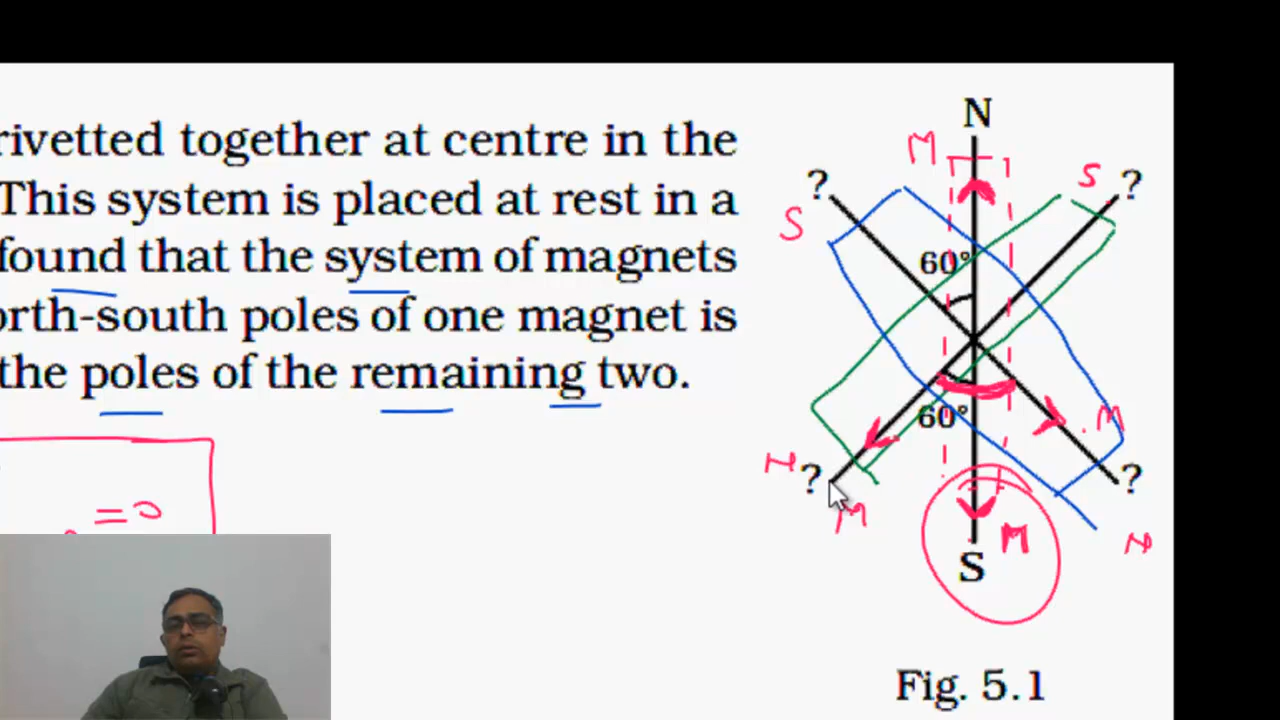 rivetted together at centre in the
This system is placed at rest in a
found that the system of magnets
orth-south poles of one magnet is
the poles of the remaining two.
= 0
N
M
S
?
?
S
60°
60°
M
N
?
M
?
N
M
S
Fig. 5.1